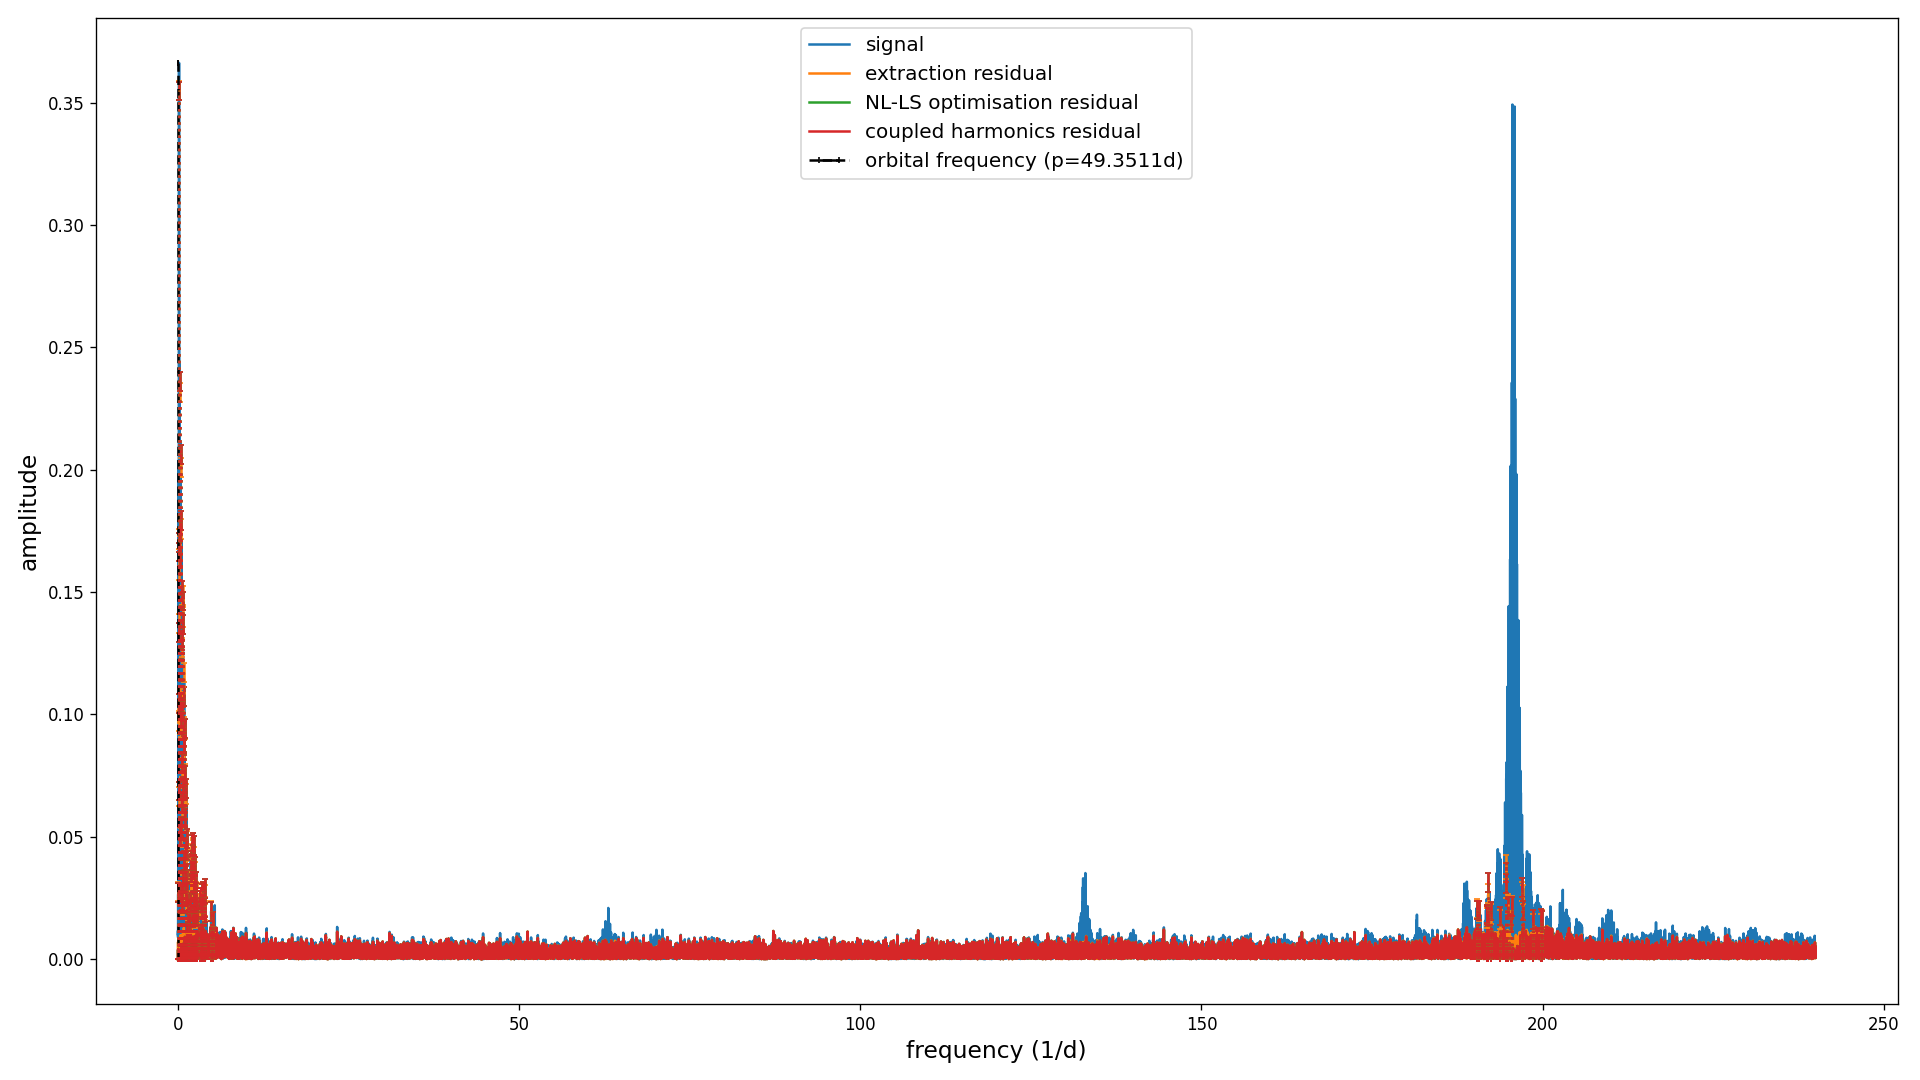 signal
extraction residual
NL-LS optimisation residual
coupled harmonics residual
orbital frequency (p=49.3511d)
amplitude
0.35
0.30
0.25
0.20
0.15
0.10
0.05
0.00
0 50 100 150 200 250
frequency (1/d)